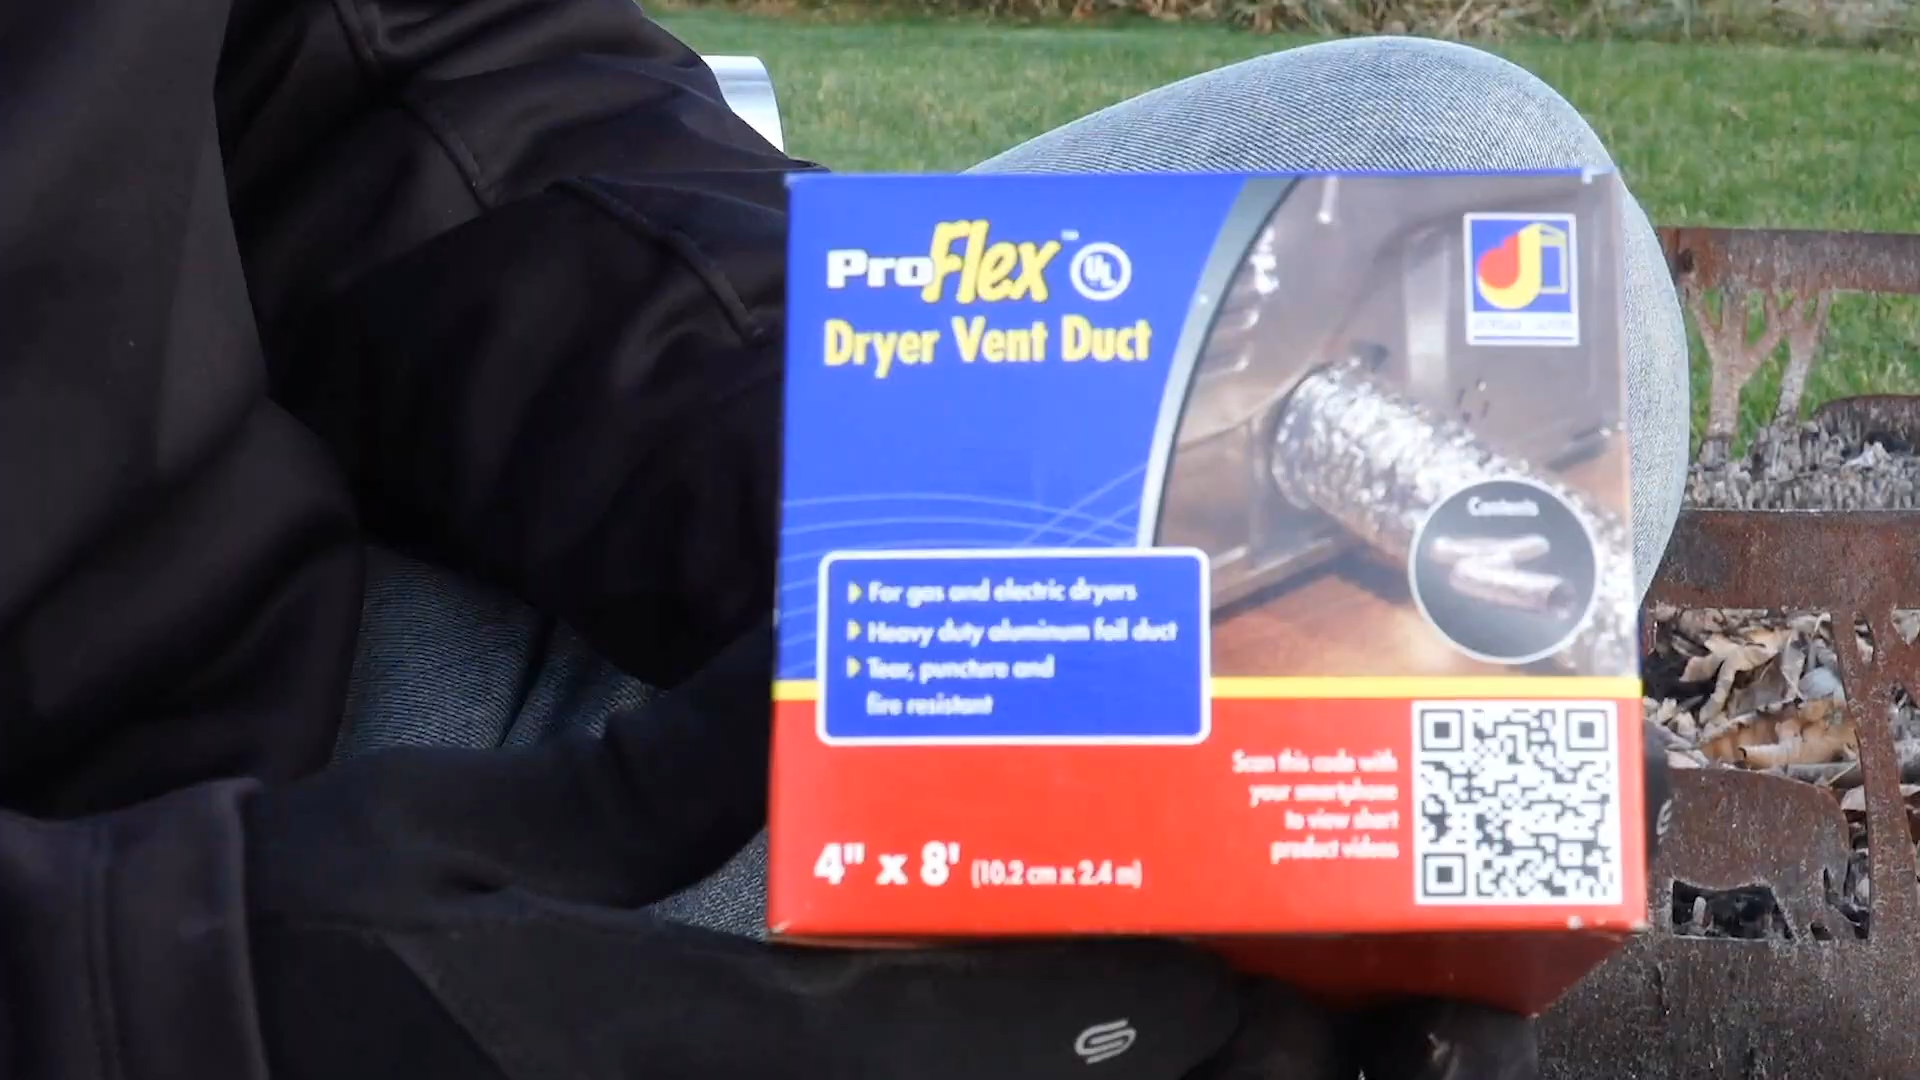 ProFlex™ UL
Dryer Vent Duct
Contents
For gas and electric dryers
Heavy duty aluminum foil duct
Tear, puncture and
fire resistant
Scan this code with
your smartphone
to view short
product videos
4" x 8' (10.2 cm x 2.4 m)